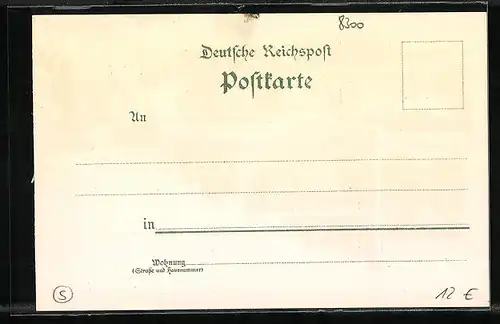 8300
Deutsche Reichspost
Postkarte
An
in
Wohnung
(Straße und Hausnummer)
S
12 €